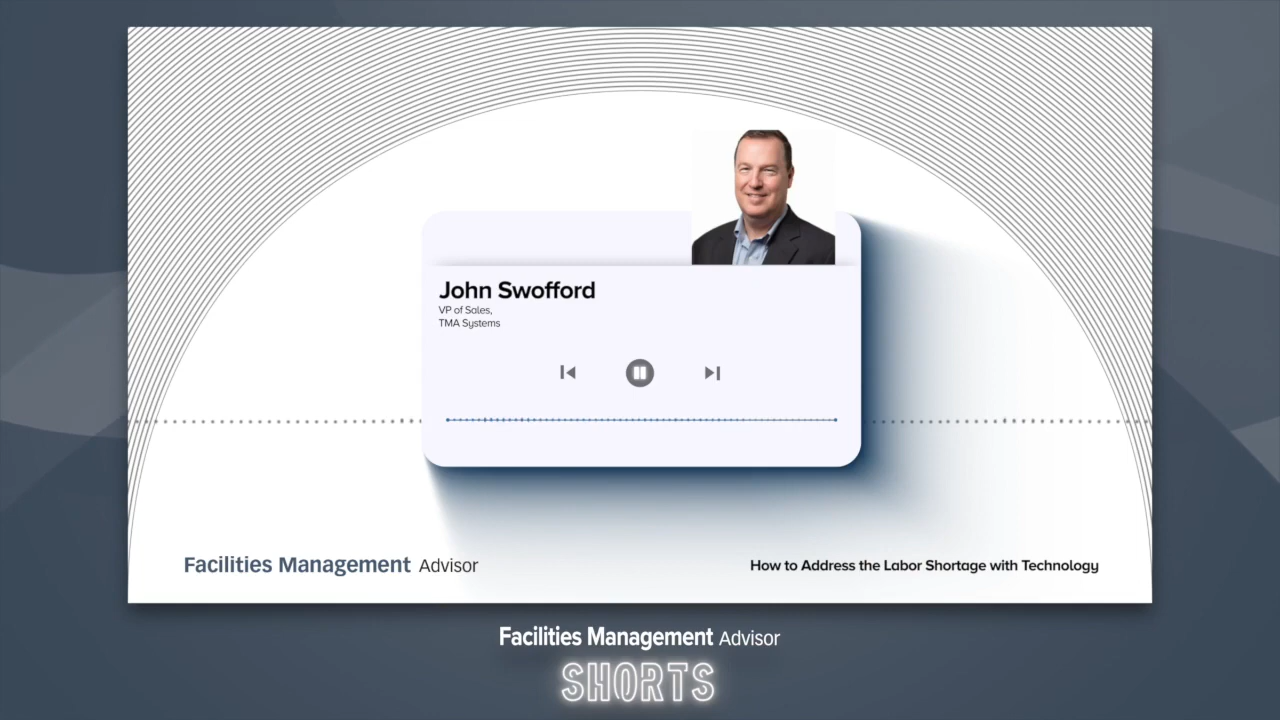 John Swofford
VP of Sales,
TMA Systems
Facilities Management Advisor
How to Address the Labor Shortage with Technology
Facilities Management Advisor
SHORTS